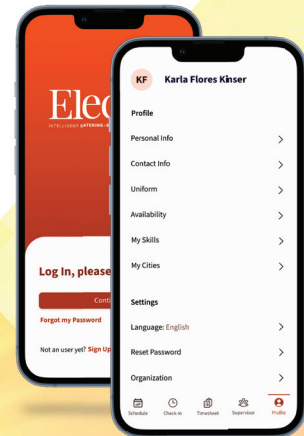 Elec
INTELLIGENT CATERING
Log In, please
Conti
Forgot my Password
Not an user yet? Sign Up
KF Karla Flores Kinser
Profile
Personal Info
Contact Info
Uniform
Availability
My Skills
My Cities
Settings
Language: English
Reset Password
Organization
Schedule Check-in Timesheet Supervisor Profile